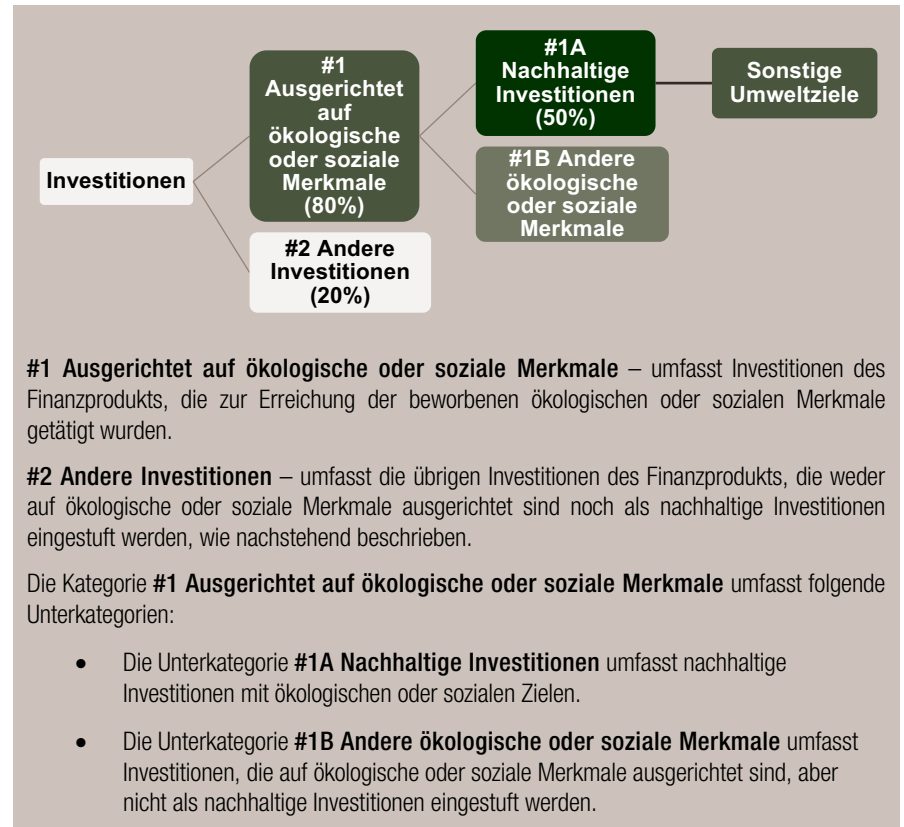 Investitionen
#1
Ausgerichtet
auf
ökologische
oder soziale
Merkmale
(80%)
#2 Andere
Investitionen
(20%)
#1A
Nachhaltige
Investitionen
(50%)
#1B Andere
ökologische
oder soziale
Merkmale
Sonstige
Umweltziele
#1 Ausgerichtet auf ökologische oder soziale Merkmale – umfasst Investitionen des
Finanzprodukts, die zur Erreichung der beworbenen ökologischen oder sozialen Merkmale
getätigt wurden.
#2 Andere Investitionen – umfasst die übrigen Investitionen des Finanzprodukts, die weder
auf ökologische oder soziale Merkmale ausgerichtet sind noch als nachhaltige Investitionen
eingestuft werden, wie nachstehend beschrieben.
Die Kategorie #1 Ausgerichtet auf ökologische oder soziale Merkmale umfasst folgende
Unterkategorien:
• Die Unterkategorie #1A Nachhaltige Investitionen umfasst nachhaltige
Investitionen mit ökologischen oder sozialen Zielen.
• Die Unterkategorie #1B Andere ökologische oder soziale Merkmale umfasst
Investitionen, die auf ökologische oder soziale Merkmale ausgerichtet sind, aber
nicht als nachhaltige Investitionen eingestuft werden.